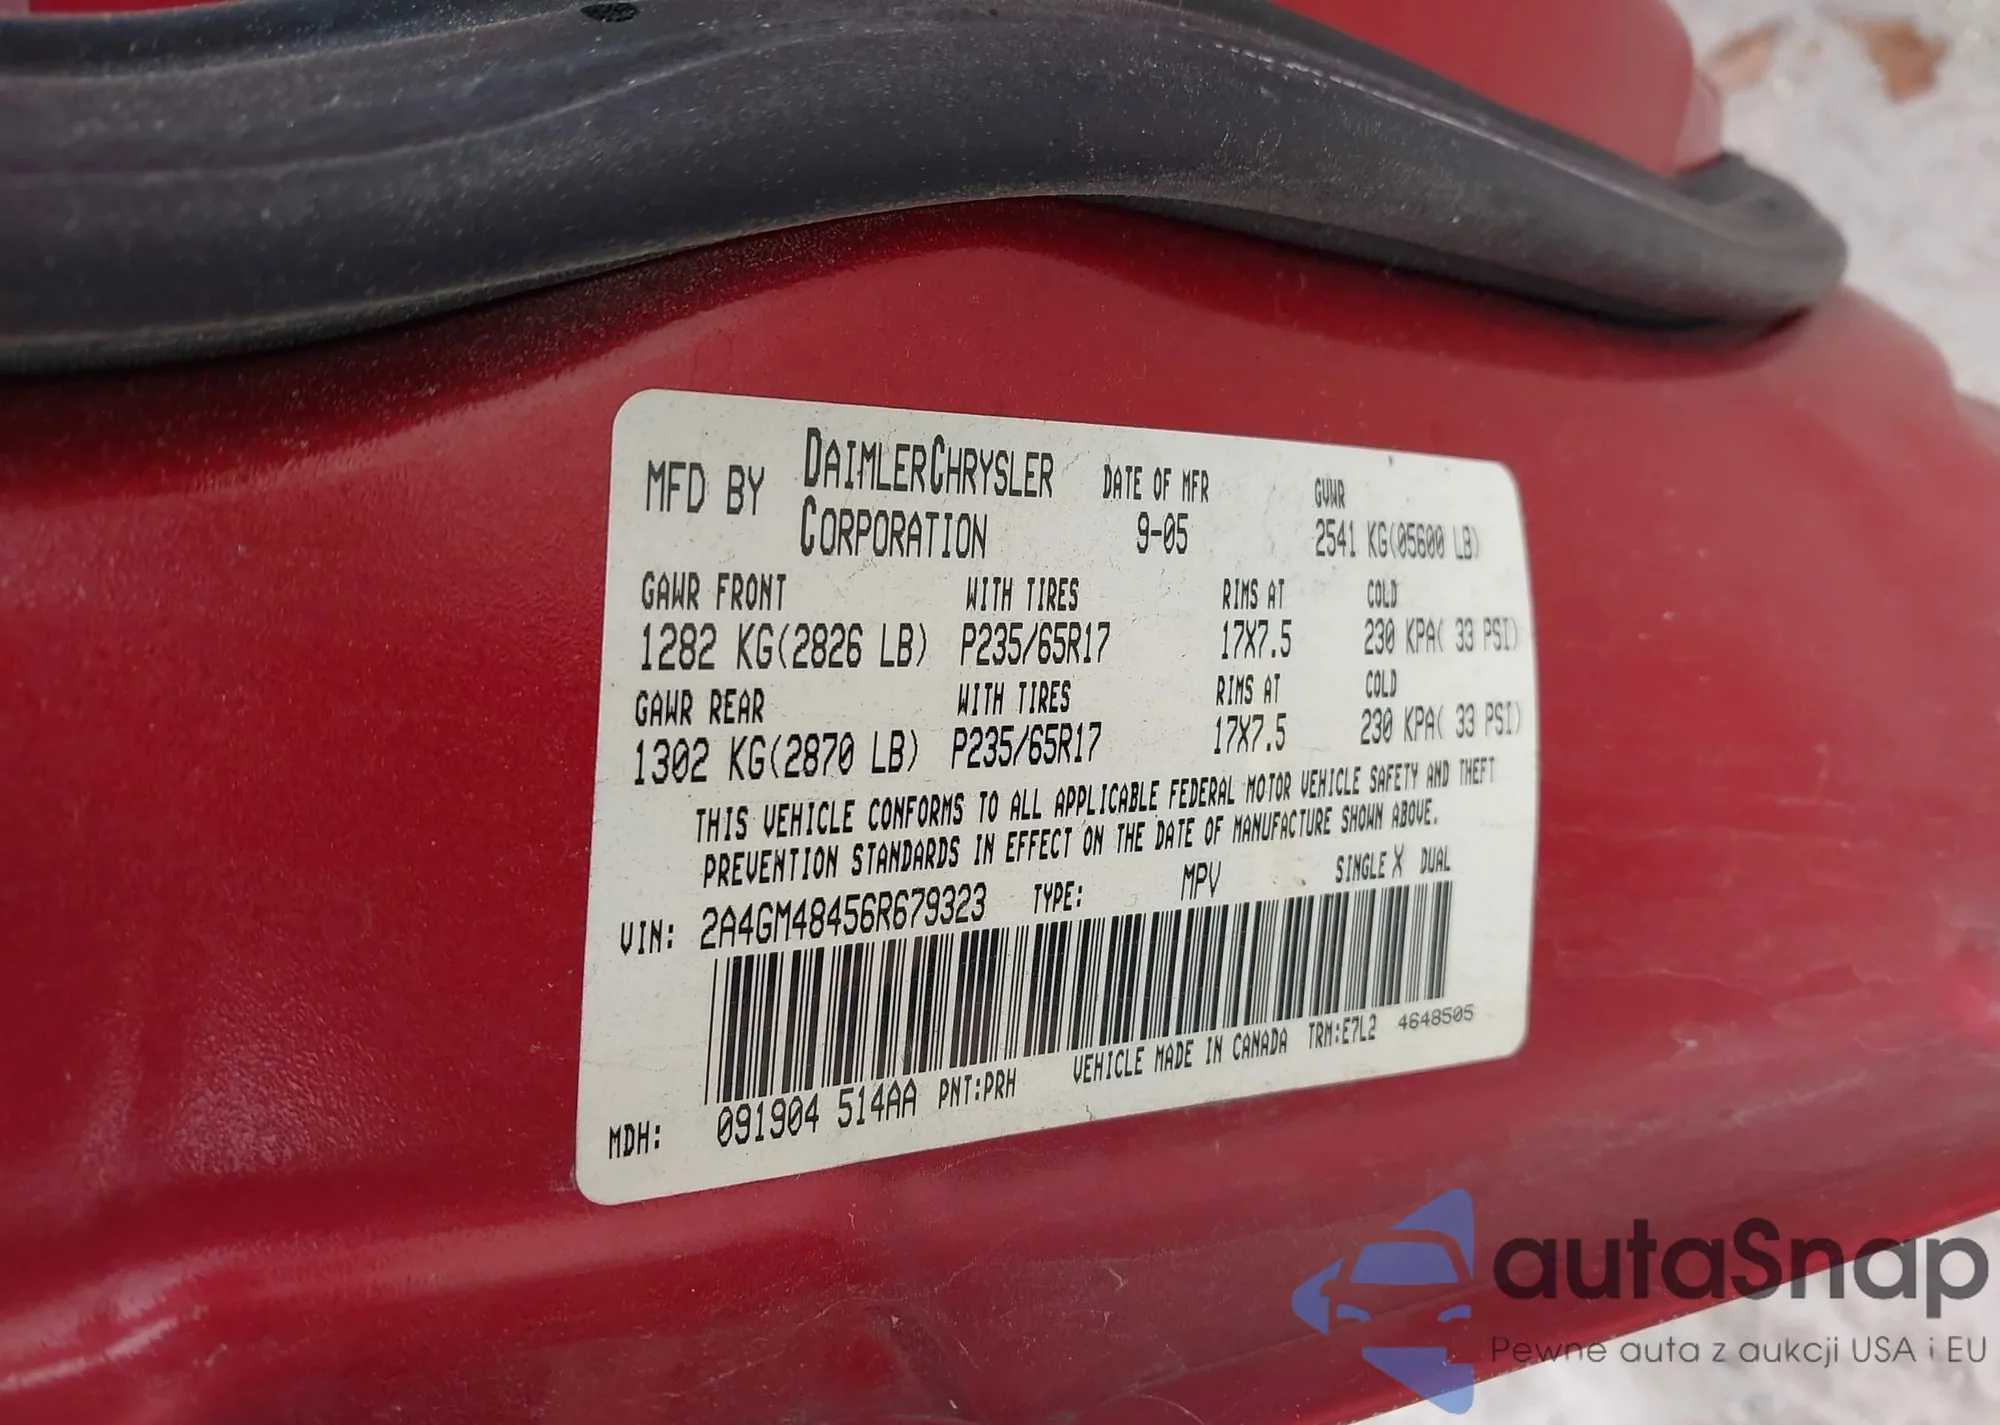 MFD BY DAIMLERCHRYSLER CORPORATION DATE OF MFR 9-05 GVWR 2541 KG(05600 LB)
GAWR FRONT WITH TIRES RIMS AT COLD
1282 KG(2826 LB) P235/65R17 17X7.5 230 KPA( 33 PSI)
GAWR REAR WITH TIRES RIMS AT COLD
1302 KG(2870 LB) P235/65R17 17X7.5 230 KPA( 33 PSI)
THIS VEHICLE CONFORMS TO ALL APPLICABLE FEDERAL MOTOR VEHICLE SAFETY AND THEFT
PREVENTION STANDARDS IN EFFECT ON THE DATE OF MANUFACTURE SHOWN ABOVE.
VIN: 2A4GM48456R679323 TYPE: MPV SINGLE X DUAL
MDH: 091904 514AA PNT:PRH VEHICLE MADE IN CANADA TRM:E7L2 4648505
autaSnap
Pewne auta z aukcji USA i EU